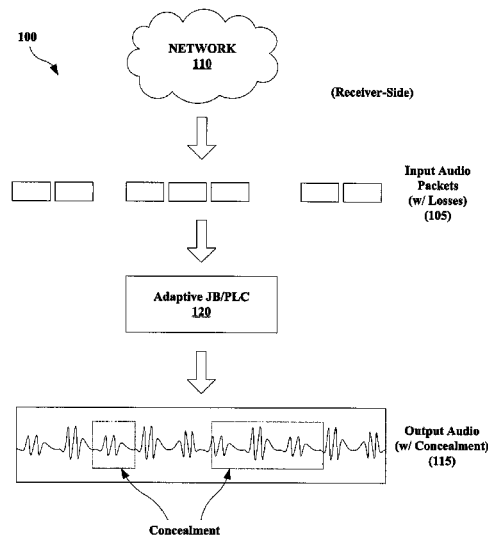 100
NETWORK
110
(Receiver-Side)
Input Audio
Packets
(w/ Losses)
(105)
Adaptive JB/PLC
120
Output Audio
(w/ Concealment)
(115)
Concealment